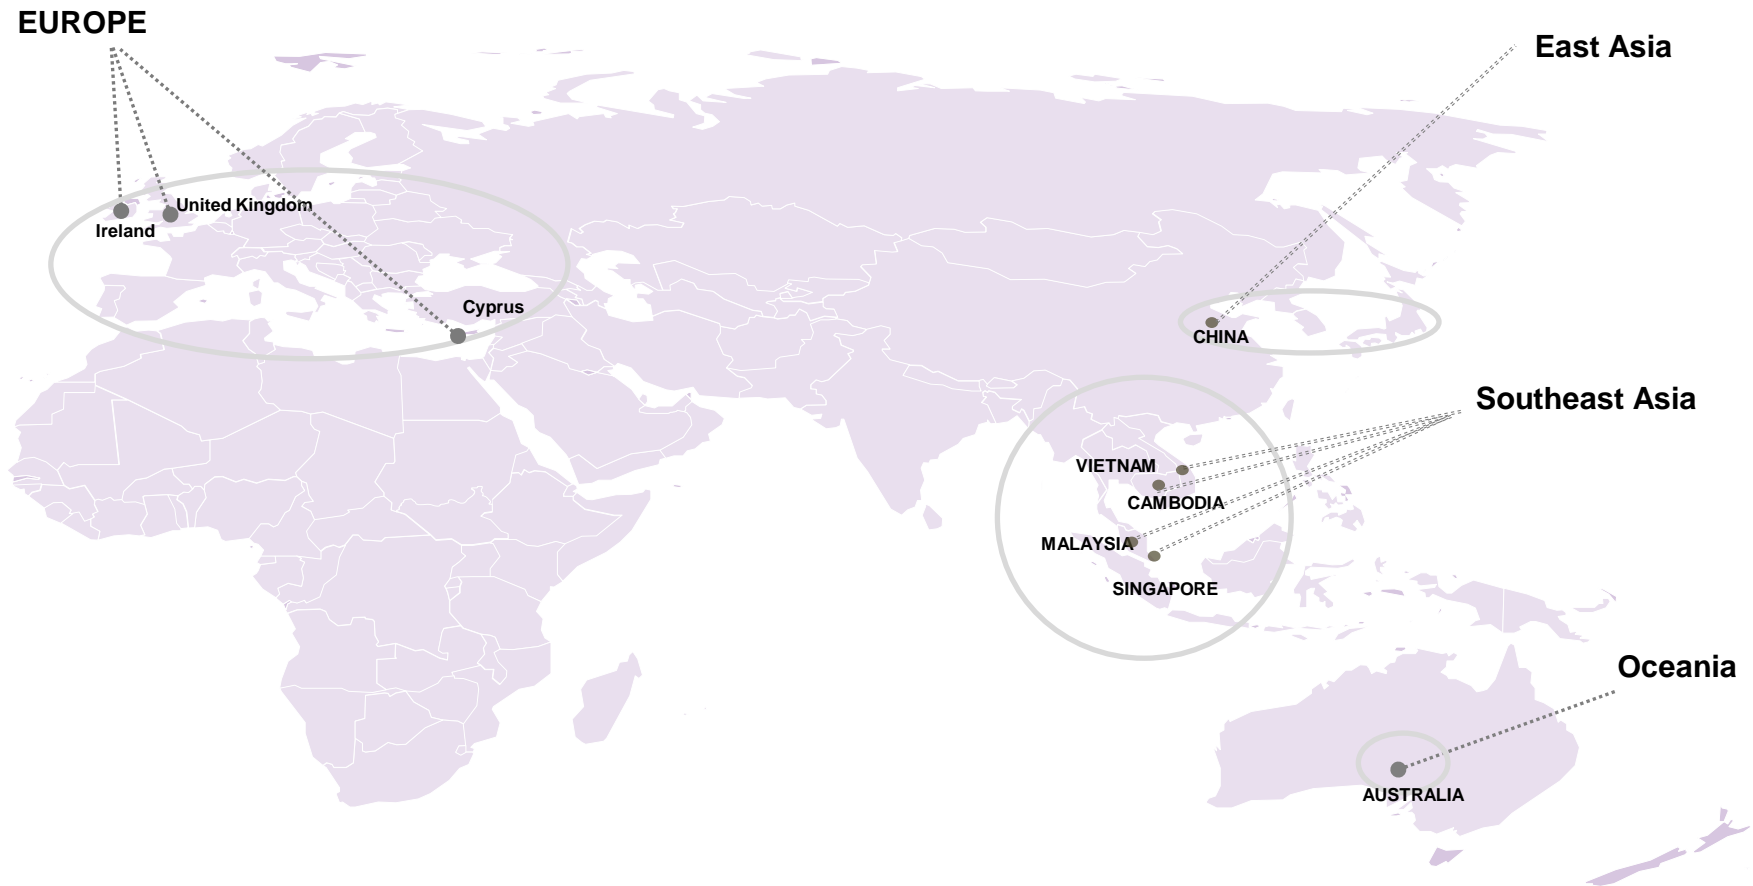 EUROPE
East Asia
United Kingdom
Ireland
Cyprus
CHINA
Southeast Asia
VIETNAM
CAMBODIA
MALAYSIA
SINGAPORE
Oceania
AUSTRALIA